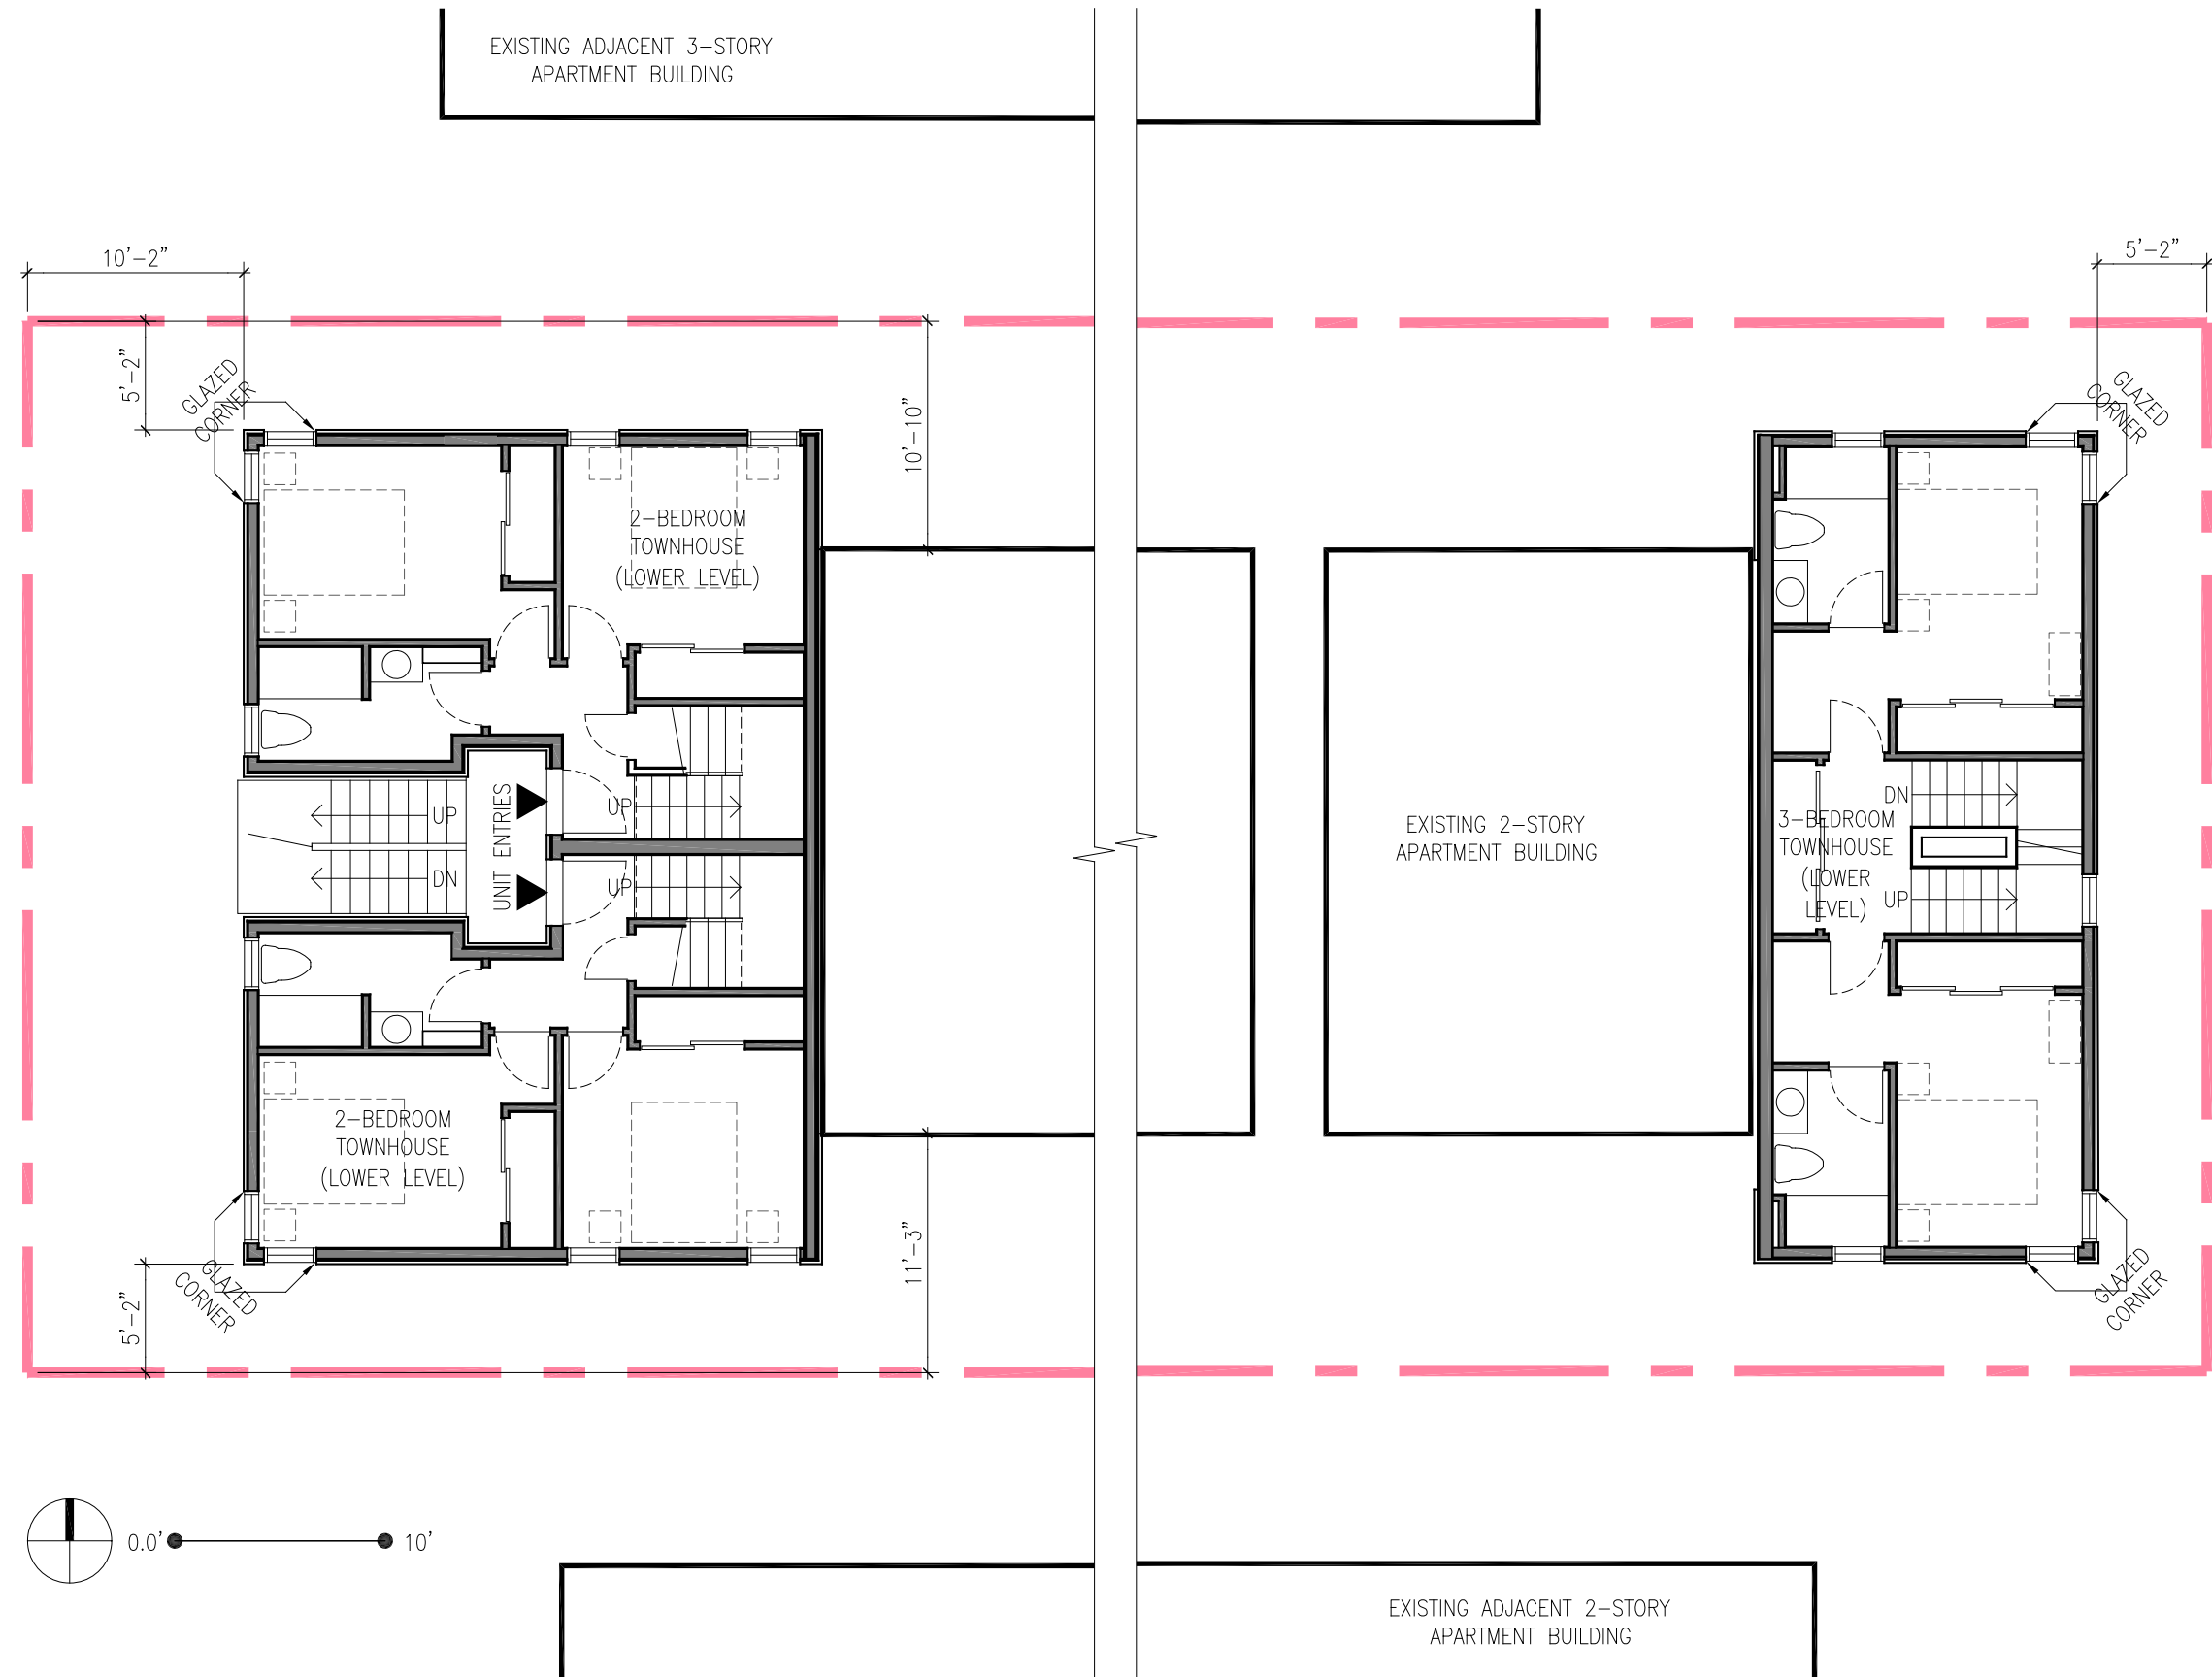 EXISTING ADJACENT 3-STORY
APARTMENT BUILDING
10'-2"
5'-2"
5'-2"
GLAZED
CORNER
10'-10"
GLAZED
CORNER
2-BEDROOM
TOWNHOUSE
(LOWER LEVEL)
UP
DN
UNIT ENTRIES
UP
UP
EXISTING 2-STORY
APARTMENT BUILDING
DN
3-BEDROOM
TOWNHOUSE
(LOWER
LEVEL)
UP
2-BEDROOM
TOWNHOUSE
(LOWER LEVEL)
GLAZED
CORNER
5'-2"
11'-3"
GLAZED
CORNER
0.0'
10'
EXISTING ADJACENT 2-STORY
APARTMENT BUILDING